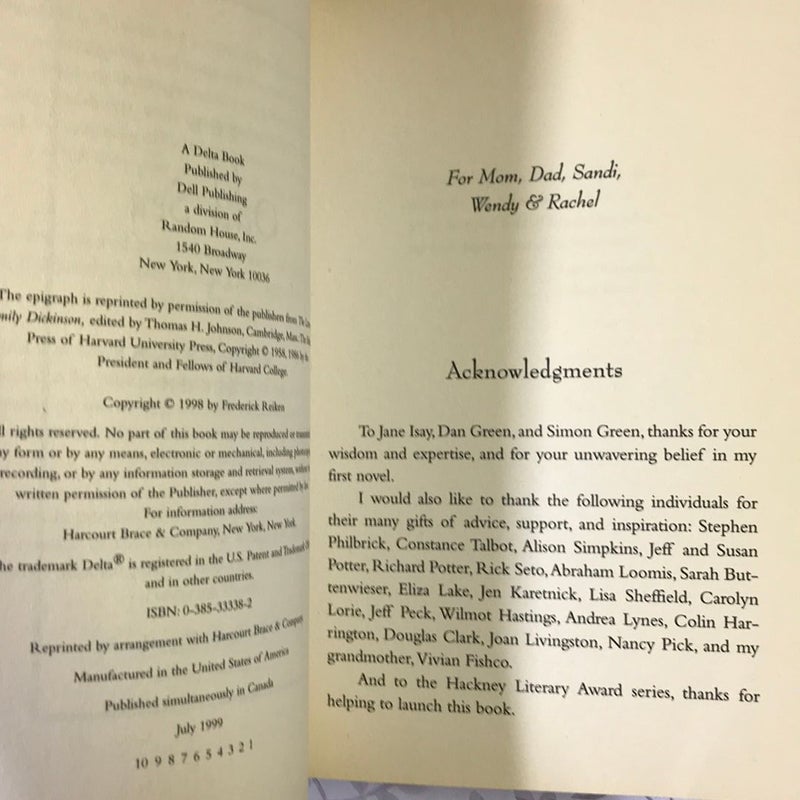 A Delta Book
Published by
Dell Publishing
a division of
Random House, Inc.
1540 Broadway
New York, New York 10036
The epigraph is reprinted by permission of the publishers from The
Emily Dickinson, edited by Thomas H. Johnson, Cambridge, Mass. The
Press of Harvard University Press, Copyright © 1958, 1986 by
President and Fellows of Harvard College.
Copyright © 1998 by Frederick Reiken
rights reserved. No part of this book may be reproduced or
form or by any means, electronic or mechanical, including
recording, or by any information storage and retrieval system,
written permission of the Publisher, except where permitted by
For information address:
Harcourt Brace & Company, New York, New York
he trademark Delta® is registered in the U.S. Patent and Trademark
and in other countries.
ISBN: 0-385-33338-2
Reprinted by arrangement with Harcourt Brace & Company
Manufactured in the United States of America
Published simultaneously in Canada
July 1999
10 9 8 7 6 5 4 3 2 1
For Mom, Dad, Sandi,
Wendy & Rachel
Acknowledgments
To Jane Isay, Dan Green, and Simon Green, thanks for your
wisdom and expertise, and for your unwavering belief in my
first novel.
I would also like to thank the following individuals for
their many gifts of advice, support, and inspiration: Stephen
Philbrick, Constance Talbot, Alison Simpkins, Jeff and Susan
Potter, Richard Potter, Rick Seto, Abraham Loomis, Sarah But-
tenwieser, Eliza Lake, Jen Karetnick, Lisa Sheffield, Carolyn
Lorie, Jeff Peck, Wilmot Hastings, Andrea Lynes, Colin Har-
rington, Douglas Clark, Joan Livingston, Nancy Pick, and my
grandmother, Vivian Fishco.
And to the Hackney Literary Award series, thanks for
helping to launch this book.